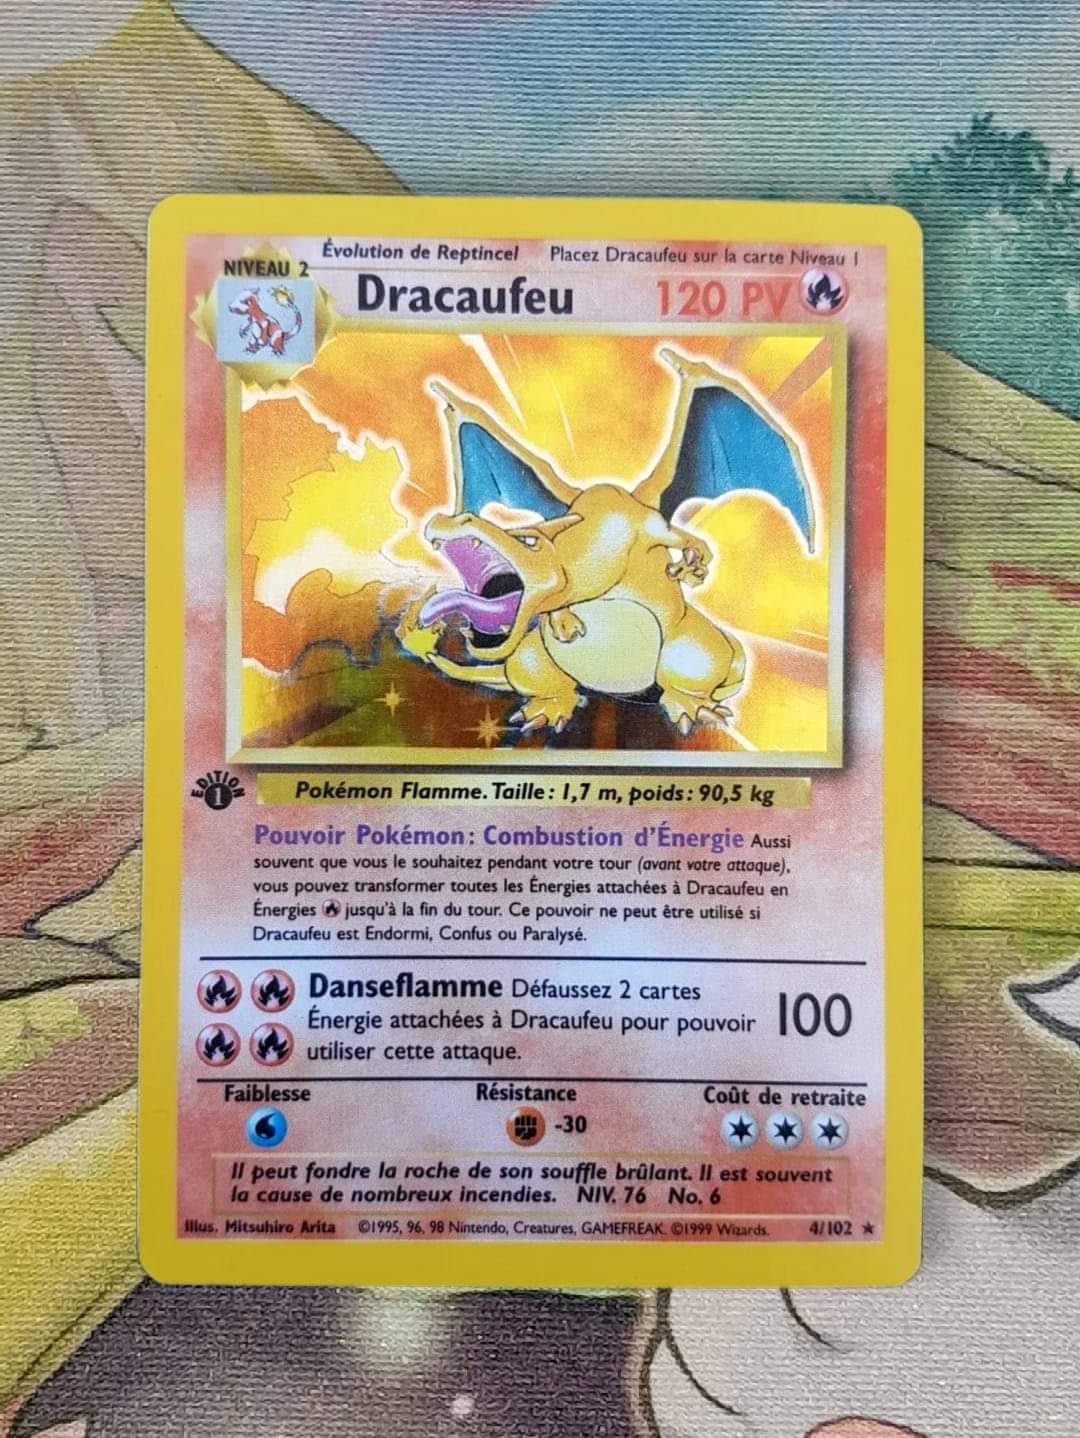 Évolution de Reptincel Placez Dracaufeu sur la carte Niveau 1
NIVEAU 2
Dracaufeu 120 PV
EDITION 1
Pokémon Flamme. Taille : 1,7 m, poids : 90,5 kg
Pouvoir Pokémon : Combustion d'Énergie Aussi
souvent que vous le souhaitez pendant votre tour (avant votre attaque),
vous pouvez transformer toutes les Énergies attachées à Dracaufeu en
Énergies jusqu'à la fin du tour. Ce pouvoir ne peut être utilisé si
Dracaufeu est Endormi, Confus ou Paralysé.
Danseflamme Défaussez 2 cartes
Énergie attachées à Dracaufeu pour pouvoir 100
utiliser cette attaque.
Faiblesse Résistance Coût de retraite
-30
Il peut fondre la roche de son souffle brûlant. Il est souvent
la cause de nombreux incendies. NIV. 76 No. 6
Illus. Mitsuhiro Arita ©1995, 96, 98 Nintendo, Creatures, GAMEFREAK. ©1999 Wizards. 4/102 ★